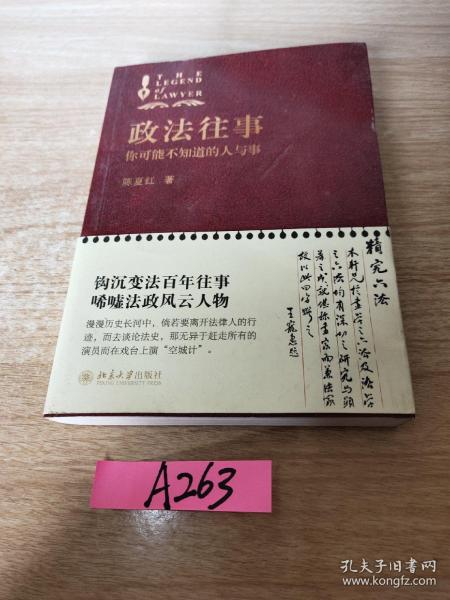 THE
LEGEND
of
LAWYER
政法往事
你可能不知道的人与事
陈夏红 著
钩沉变法百年往事
唏嘘法政风云人物
漫漫历史长河中，倘若要离开法律人的行
迹，而去谈论法史，那无异于赶走所有的
演员而在戏台上演“空城计”。
北京大学出版社
精究六法
王宠惠题
A263
孔夫子旧书网
www.kongfz.com